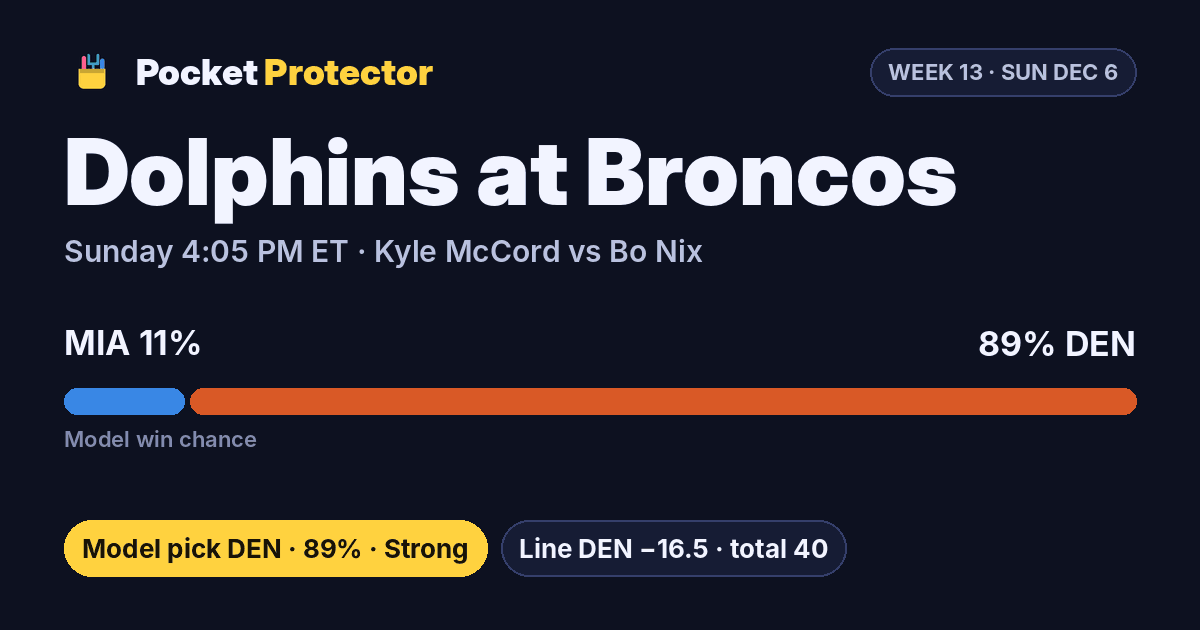 Pocket Protector
WEEK 13 · SUN DEC 6
Dolphins at Broncos
Sunday 4:05 PM ET · Kyle McCord vs Bo Nix
MIA 11%
89% DEN
Model win chance
Model pick DEN · 89% · Strong
Line DEN −16.5 · total 40